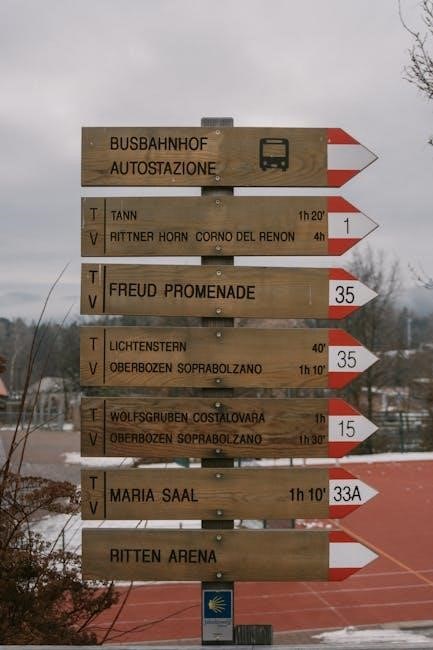 BUSBAHNHOF
AUTOSTAZIONE
T TANN 1h 20' 1
V RITTNER HORN CORNO DEL RENON 4h
T
V FREUD PROMENADE 35
T LICHTENSTERN 40' 35
V OBERBOZEN SOPRABOLZANO 1h 10'
T WOLFSGRUBEN COSTALOVARA 1h 15
V OBERBOZEN SOPRABOLZANO 1h 30'
T
V MARIA SAAL 1h 10' 33A
RITTEN ARENA